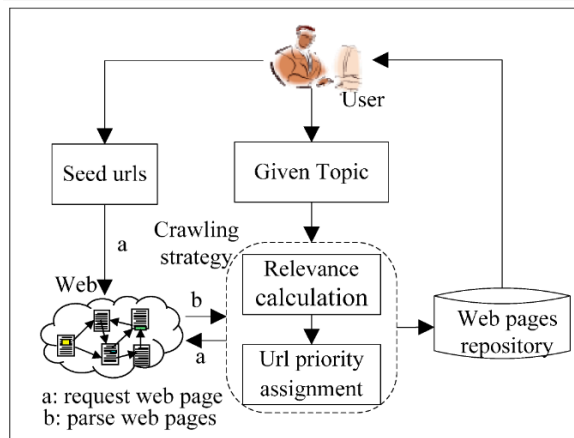 User
Seed urls
Given Topic
a
Crawling
strategy
Web
Relevance
calculation
b
a
Url priority
assignment
Web pages
repository
a: request web page
b: parse web pages